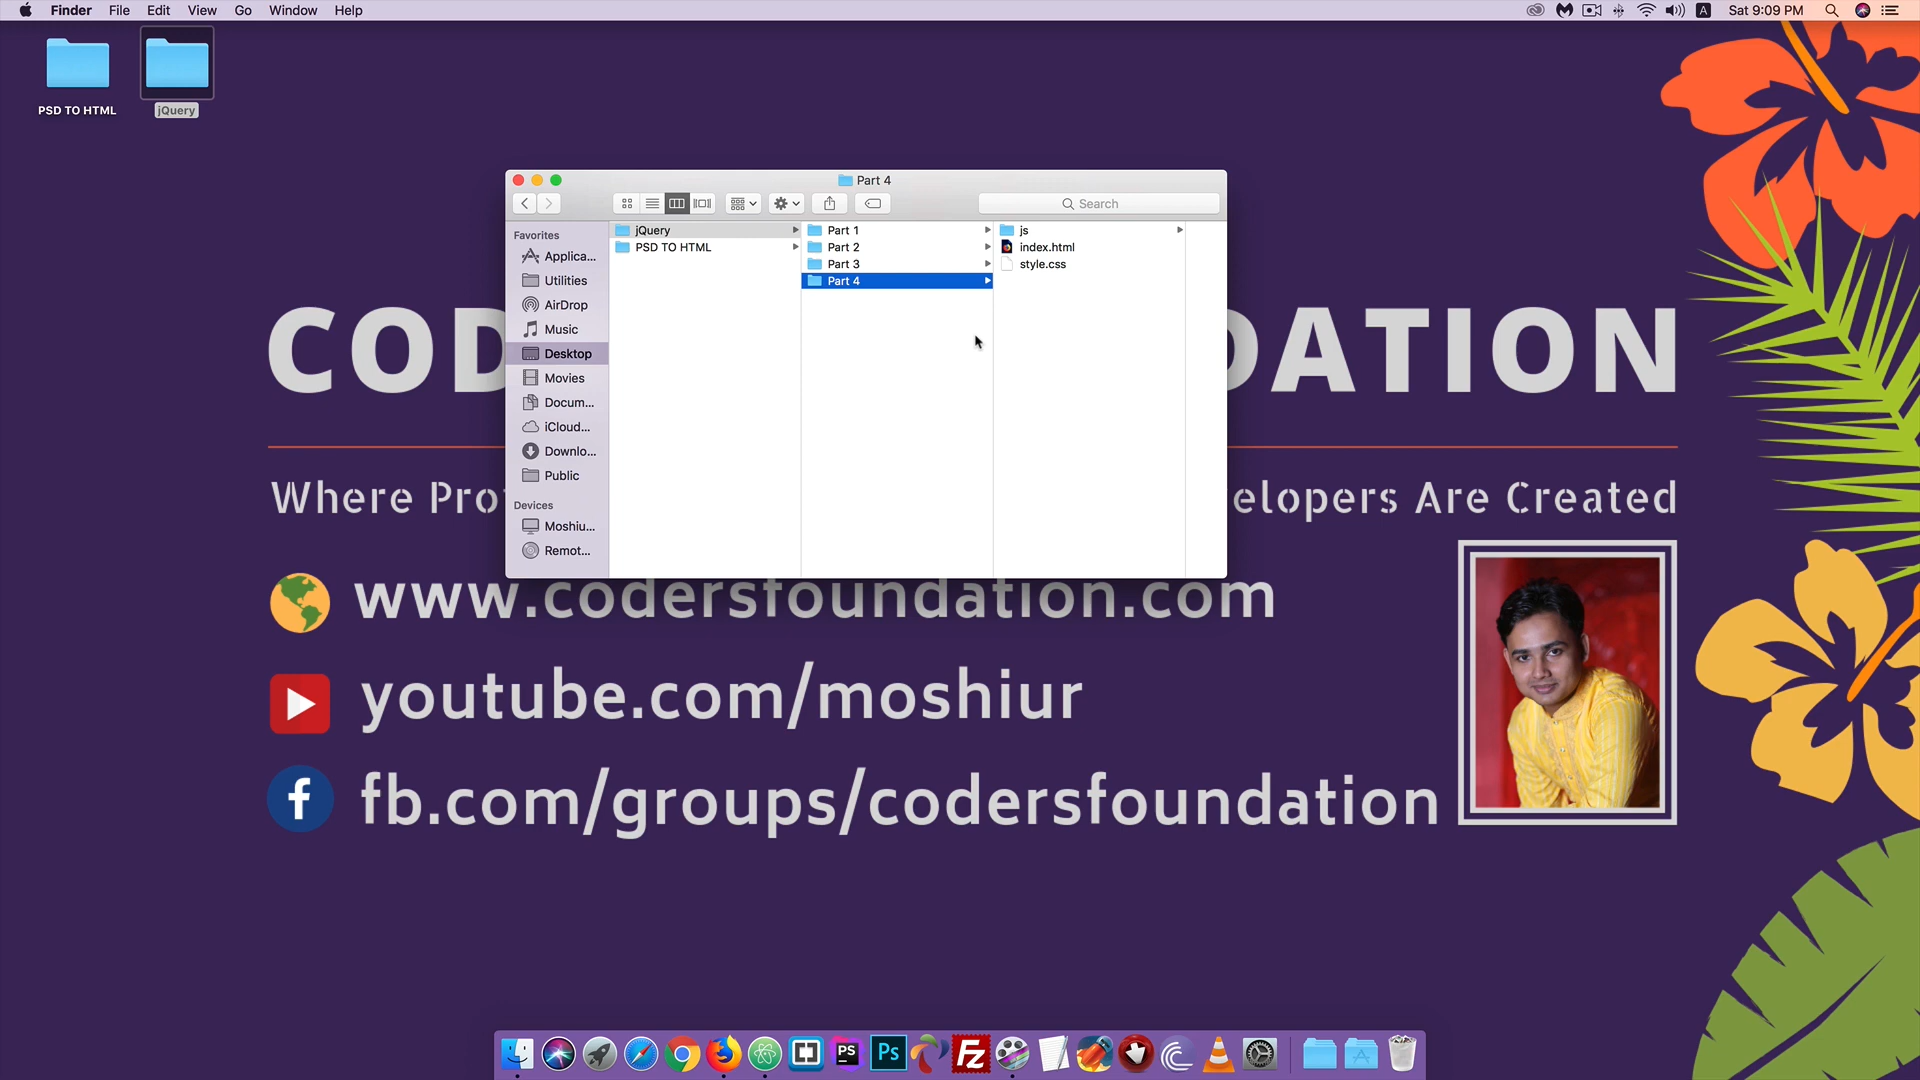 Finder File Edit View Go Window Help
A Sat 9:09 PM
PSD TO HTML
jQuery
Part 4
Search
Favorites
Applica...
Utilities
AirDrop
Music
Desktop
Movies
Docum...
iCloud...
Downlo...
Public
Devices
Moshiu...
Remot...
jQuery
PSD TO HTML
Part 1
Part 2
Part 3
Part 4
js
index.html
style.css
COD DATION
Where Pro elopers Are Created
www.codersfoundation.com
youtube.com/moshiur
f fb.com/groups/codersfoundation
PS Ps FZ